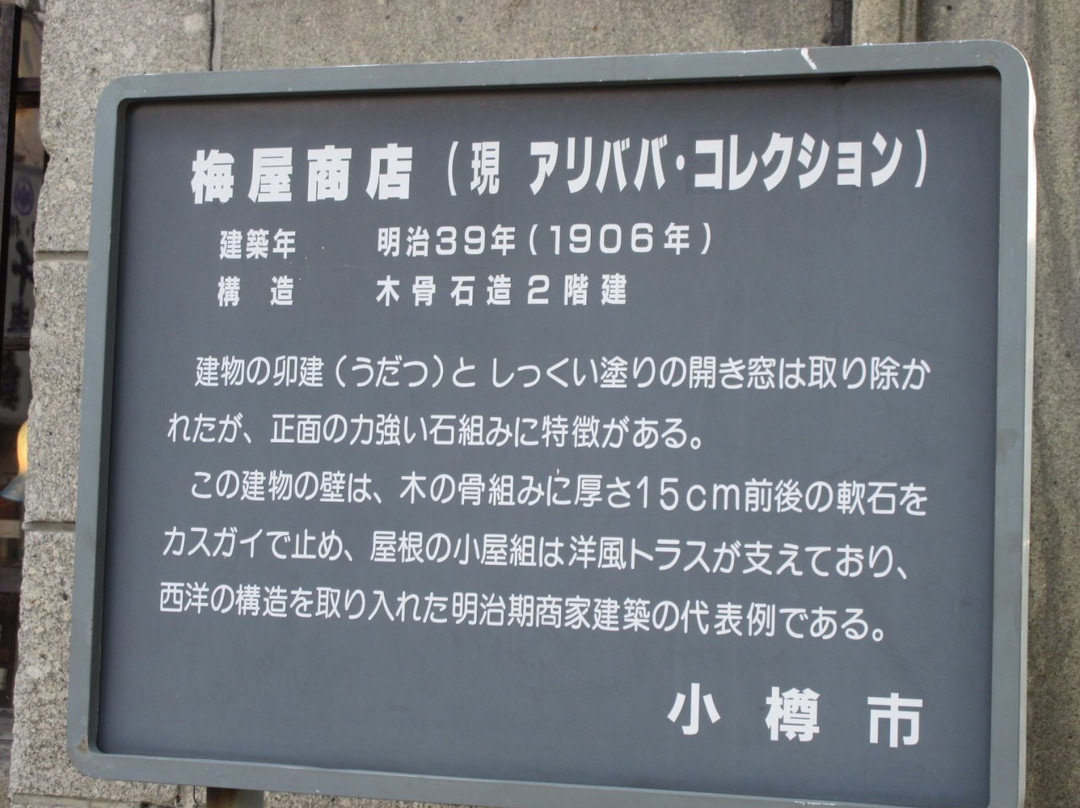 梅屋商店（現 アリババ・コレクション）
建築年 明治39年（1906年）
構造 木骨石造2階建
建物の卯建（うだつ）としっくい塗りの開き窓は取り除か
れたが、正面の力強い石組みに特徴がある。
この建物の壁は、木の骨組みに厚さ15cm前後の軟石を
カスガイで止め、屋根の小屋組は洋風トラスが支えており、
西洋の構造を取り入れた明治期商家建築の代表例である。
小樽市